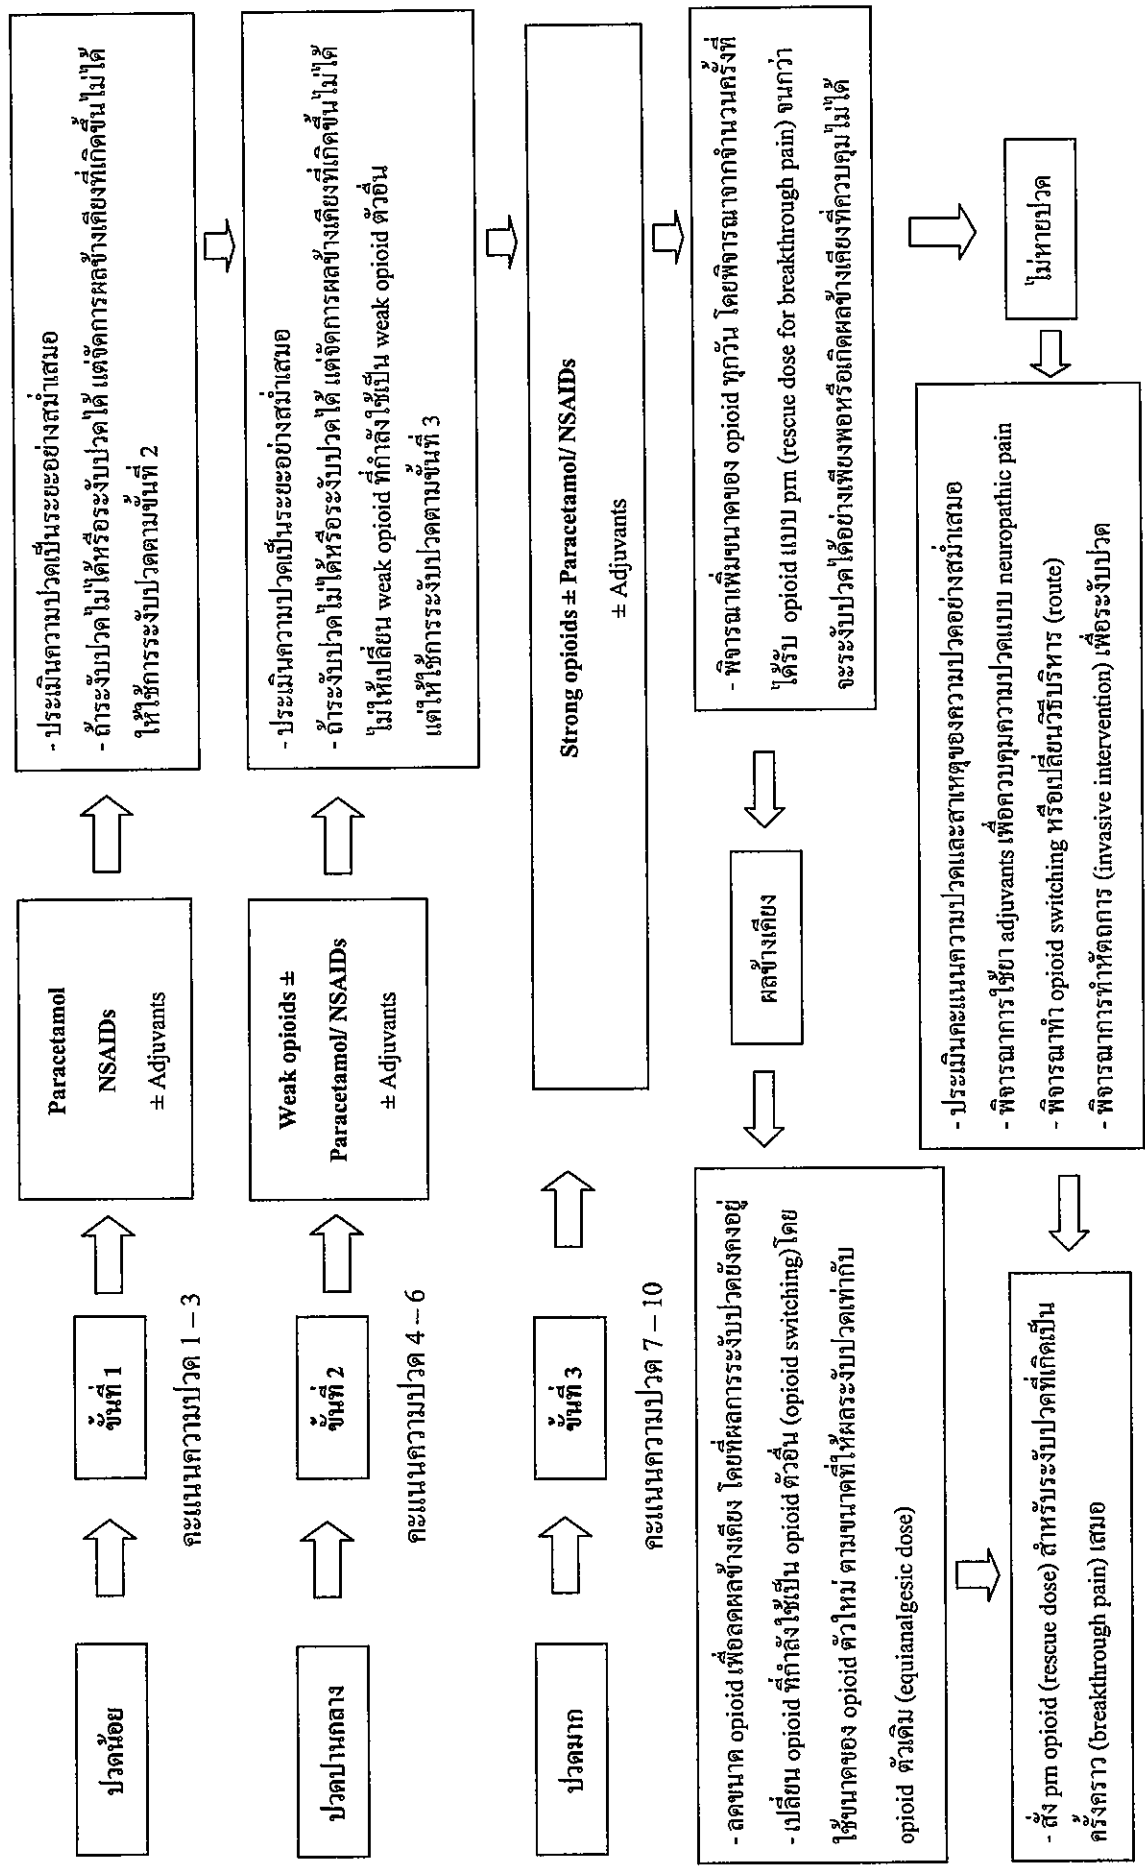 ปวดน้อย
ขั้นที่ 1
คะแนนความปวด 1 – 3
Paracetamol
NSAIDs
± Adjuvants
- ประเมินความปวดเป็นระยะอย่างสม่ำเสมอ
- ถ้าระงับปวดไม่ได้หรือระงับปวดได้ แต่จัดการผลข้างเคียงที่เกิดขึ้นไม่ได้
ให้ใช้การระงับปวดตามขั้นที่ 2
ปวดปานกลาง
ขั้นที่ 2
คะแนนความปวด 4 – 6
Weak opioids ±
Paracetamol/ NSAIDs
± Adjuvants
- ประเมินความปวดเป็นระยะอย่างสม่ำเสมอ
- ถ้าระงับปวดไม่ได้หรือระงับปวดได้ แต่จัดการผลข้างเคียงที่เกิดขึ้นไม่ได้
ไม่ให้เปลี่ยน weak opioid ที่กำลังใช้เป็น weak opioid ตัวอื่น
แต่ให้ใช้การระงับปวดตามขั้นที่ 3
ปวดมาก
ขั้นที่ 3
คะแนนความปวด 7 – 10
Strong opioids ± Paracetamol/ NSAIDs
± Adjuvants
- พิจารณาเพิ่มขนาดของ opioid ทุกวัน โดยพิจารณาจากจำนวนครั้งที่
ได้รับ opioid แบบ prn (rescue dose for breakthrough pain) จนกว่า
จะระงับปวดได้อย่างเพียงพอหรือเกิดผลข้างเคียงที่ควบคุมไม่ได้
ผลข้างเคียง
- ลดขนาด opioid เพื่อลดผลข้างเคียง โดยที่ผลการระงับปวดยังคงอยู่
- เปลี่ยน opioid ที่กำลังใช้เป็น opioid ตัวอื่น (opioid switching) โดย
ใช้ขนาดของ opioid ตัวใหม่ ตามขนาดที่ให้ผลระงับปวดเท่ากับ
opioid ตัวเดิม (equianalgesic dose)
ไม่หายปวด
- ประเมินคะแนนความปวดและสาเหตุของความปวดอย่างสม่ำเสมอ
- พิจารณาการใช้ยา adjuvants เพื่อควบคุมความปวดแบบ neuropathic pain
- พิจารณาทำ opioid switching หรือเปลี่ยนวิธีบริหาร (route)
- พิจารณาการทำหัตถการ (invasive intervention) เพื่อระงับปวด
- สั่ง prn opioid (rescue dose) สำหรับระงับปวดที่เกิดเป็น
ครั้งคราว (breakthrough pain) เสมอ